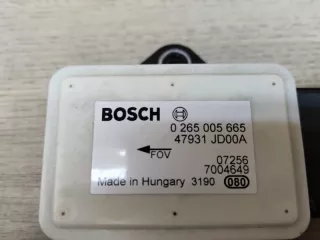 BOSCH
0 265 005 665
47931 JD00A
FOV
07256
7004649
Made in Hungary 3190 080